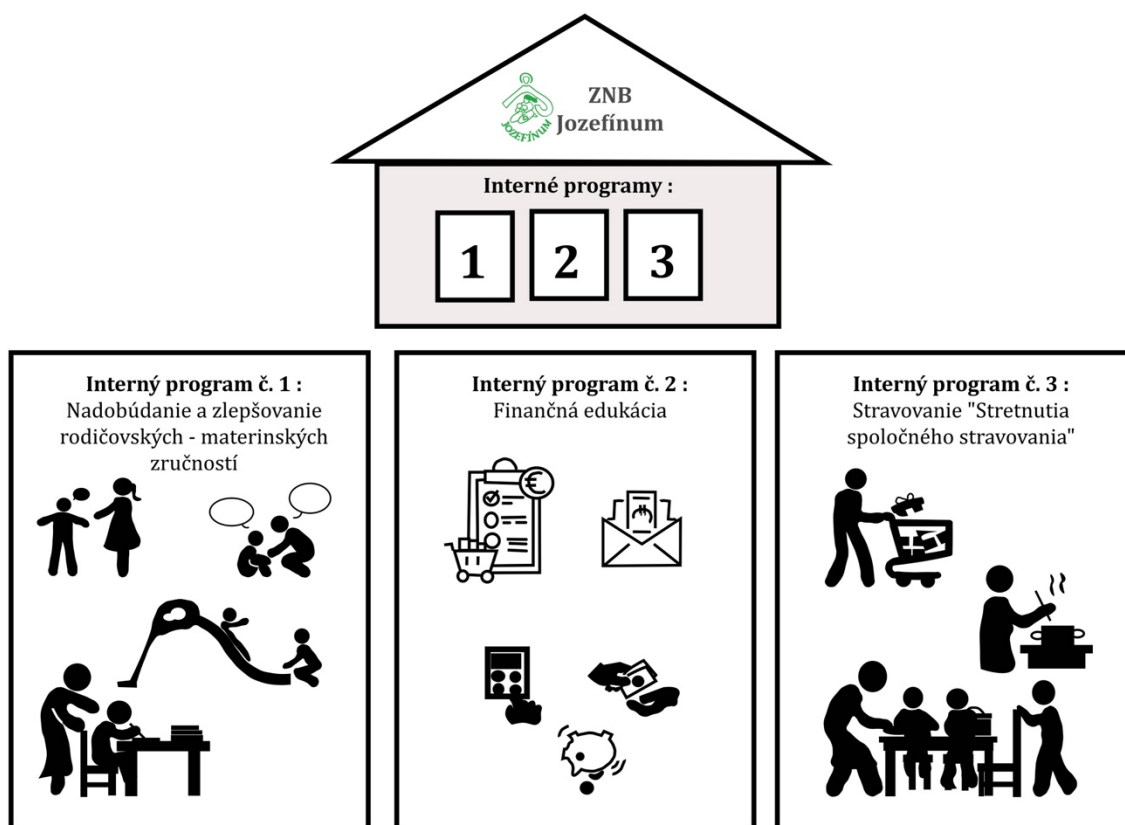 ZNB
Jozefínum
JOZEFÍNUM
Interné programy :
1 2 3
Interný program č. 1 :
Nadobúdanie a zlepšovanie
rodičovských - materinských
zručností
Interný program č. 2 :
Finančná edukácia
€
Interný program č. 3 :
Stravovanie "Stretnutia
spoločného stravovania"